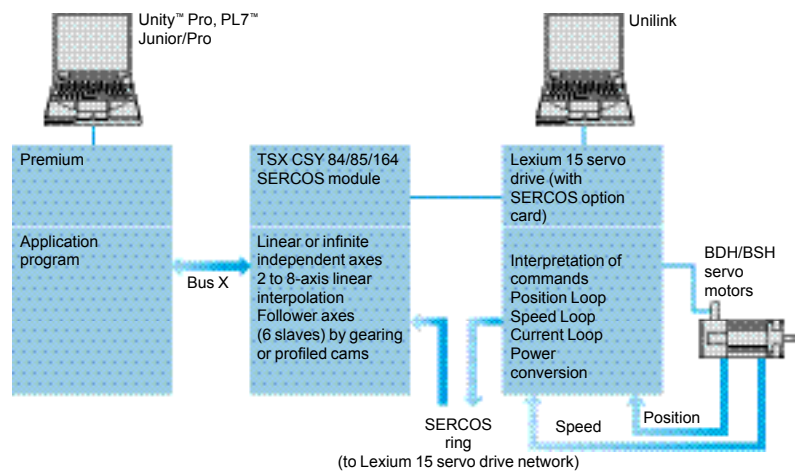 Unity™ Pro, PL7™
Junior/Pro
Unilink
Premium
TSX CSY 84/85/164
SERCOS module
Lexium 15 servo
drive (with
SERCOS option
card)
Application
program
Bus X
Linear or infinite
independent axes
2 to 8-axis linear
interpolation
Follower axes
(6 slaves) by gearing
or profiled cams
Interpretation of
commands
Position Loop
Speed Loop
Current Loop
Power
conversion
BDH/BSH
servo
motors
SERCOS
ring
(to Lexium 15 servo drive network)
Speed
Position